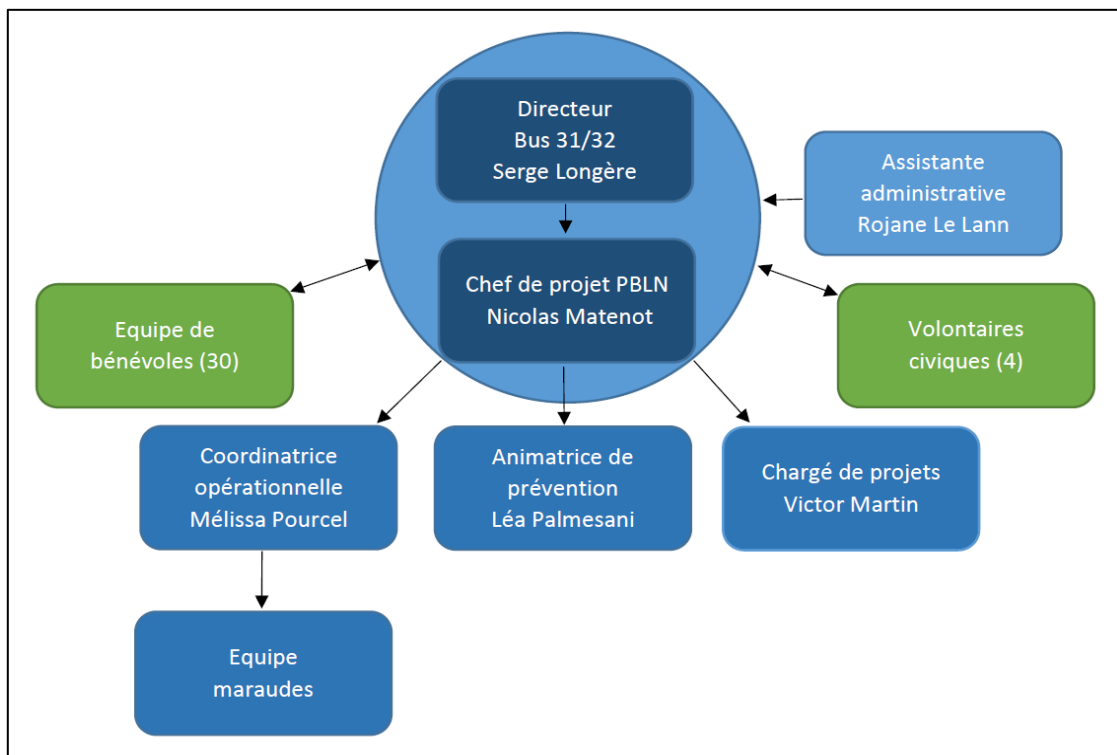 Directeur
Bus 31/32
Serge Longère
Assistante
administrative
Rojane Le Lann
Chef de projet PBLN
Nicolas Matenot
Equipe de
bénévoles (30)
Volontaires
civiques (4)
Coordinatrice
opérationnelle
Mélissa Pourcel
Animatrice de
prévention
Léa Palmesani
Chargé de projets
Victor Martin
Equipe
maraudes